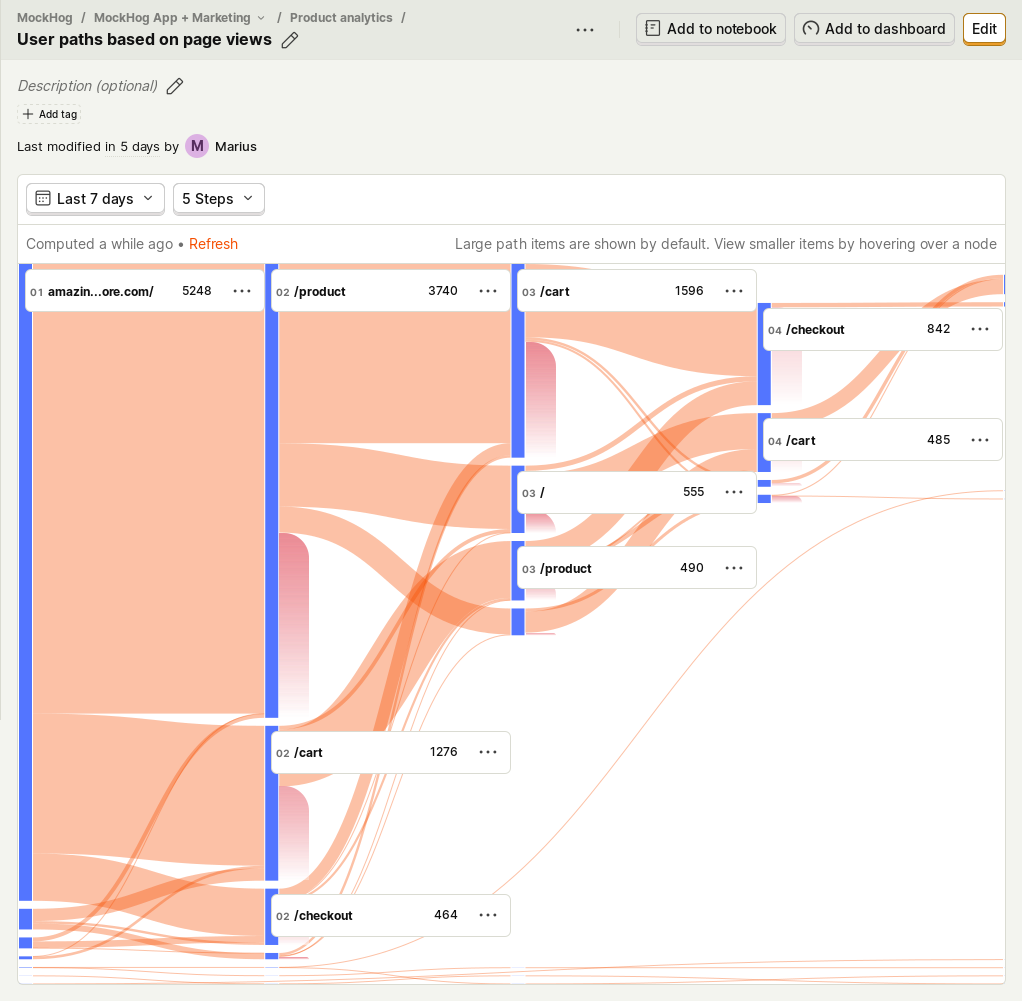 MockHog / MockHog App + Marketing / Product analytics /
User paths based on page views
Add to notebook
Add to dashboard
Edit
Description (optional)
Add tag
Last modified in 5 days by M Marius
Last 7 days
5 Steps
Computed a while ago • Refresh
Large path items are shown by default. View smaller items by hovering over a node
01 amazin...ore.com/ 5248
02 /product 3740
03 /cart 1596
04 /checkout 842
04 /cart 485
03 / 555
03 /product 490
02 /cart 1276
02 /checkout 464